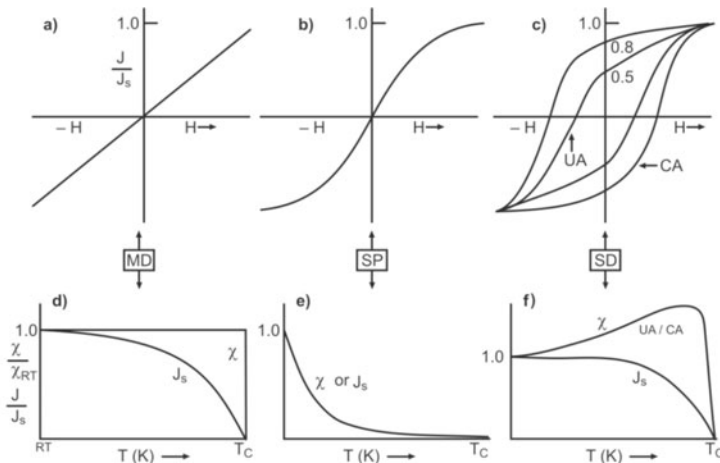 a)
1.0
J
Js
– H
H
b)
1.0
– H
H
c)
1.0
0.8
0.5
– H
H
UA
CA
MD
SP
SD
d)
1.0
χ
χRT
J
Js
χ
Js
RT
T (K)
TC
e)
1.0
χ or Js
T (K)
f)
1.0
χ
UA / CA
Js
T (K)
TC
TC